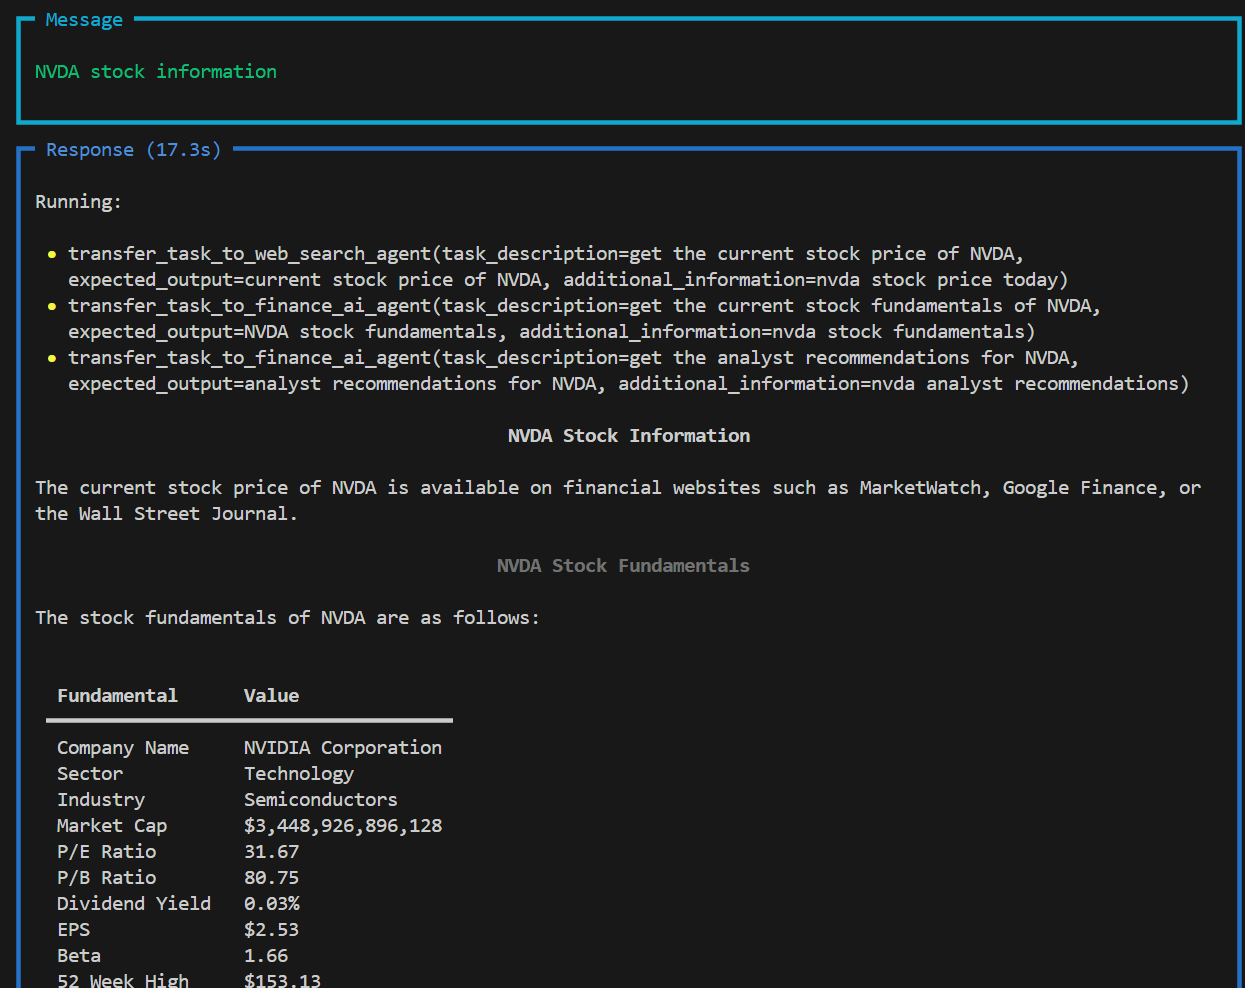 Message
NVDA stock information
Response (17.3s)
Running:
• transfer_task_to_web_search_agent(task_description=get the current stock price of NVDA,
expected_output=current stock price of NVDA, additional_information=nvda stock price today)
• transfer_task_to_finance_ai_agent(task_description=get the current stock fundamentals of NVDA,
expected_output=NVDA stock fundamentals, additional_information=nvda stock fundamentals)
• transfer_task_to_finance_ai_agent(task_description=get the analyst recommendations for NVDA,
expected_output=analyst recommendations for NVDA, additional_information=nvda analyst recommendations)
NVDA Stock Information
The current stock price of NVDA is available on financial websites such as MarketWatch, Google Finance, or
the Wall Street Journal.
NVDA Stock Fundamentals
The stock fundamentals of NVDA are as follows:
Fundamental Value
Company Name NVIDIA Corporation
Sector Technology
Industry Semiconductors
Market Cap $3,448,926,896,128
P/E Ratio 31.67
P/B Ratio 80.75
Dividend Yield 0.03%
EPS $2.53
Beta 1.66
52 Week High $153.13